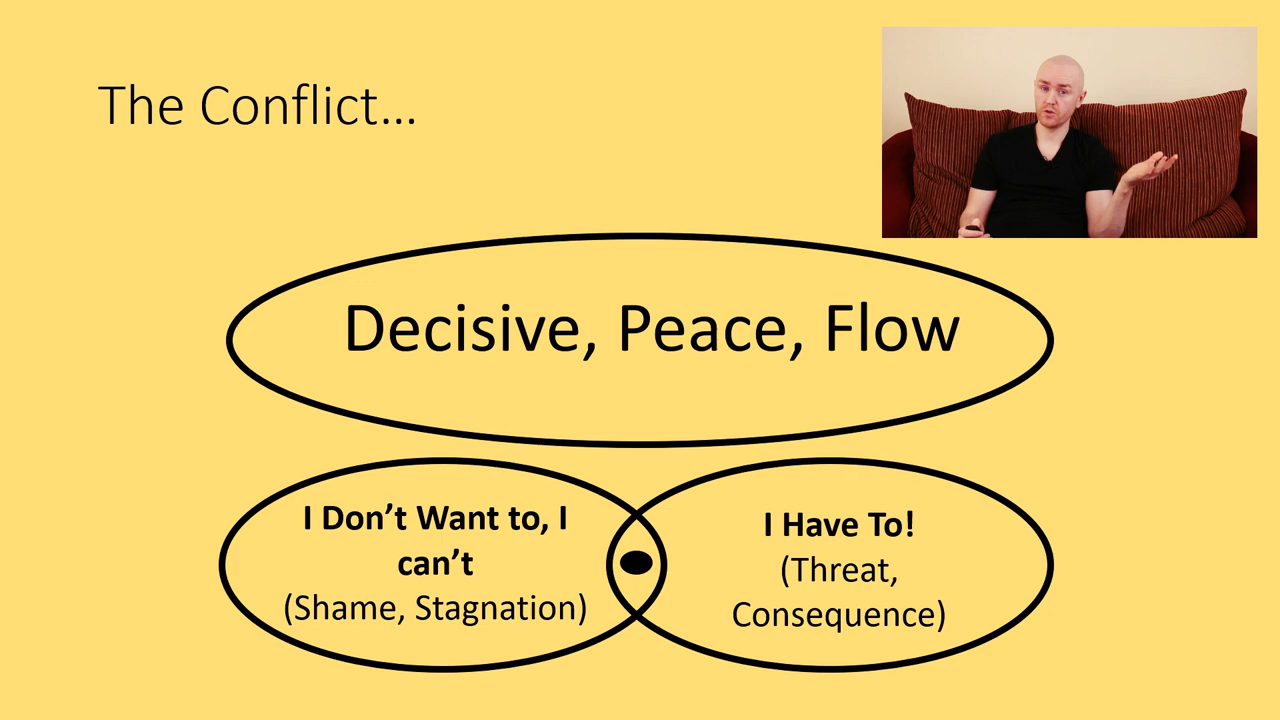 The Conflict...
Decisive, Peace, Flow
I Don’t Want to, I
can’t
(Shame, Stagnation)
I Have To!
(Threat,
Consequence)